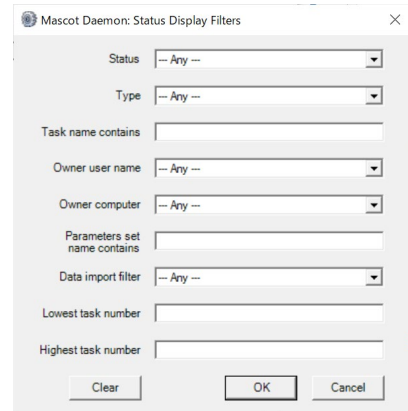 Mascot Daemon: Status Display Filters
Status --- Any ---
Type --- Any ---
Task name contains
Owner user name --- Any ---
Owner computer --- Any ---
Parameters set
name contains
Data import filter --- Any ---
Lowest task number
Highest task number
Clear OK Cancel